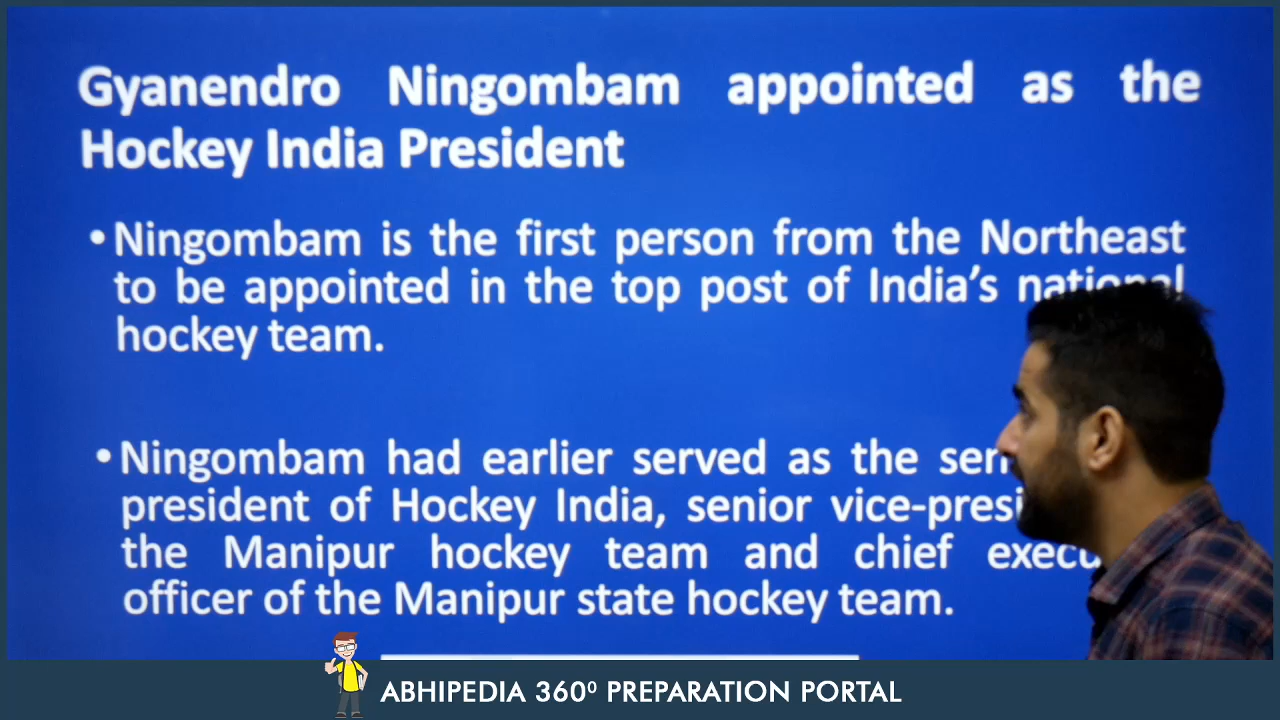 Gyanendro Ningombam appointed as the
Hockey India President
• Ningombam is the first person from the Northeast
to be appointed in the top post of India's national
hockey team.
• Ningombam had earlier served as the
president of Hockey India, senior
the Manipur hockey team and chief
officer of the Manipur state hockey team.
ABHIPEDIA 360⁰ PREPARATION PORTAL